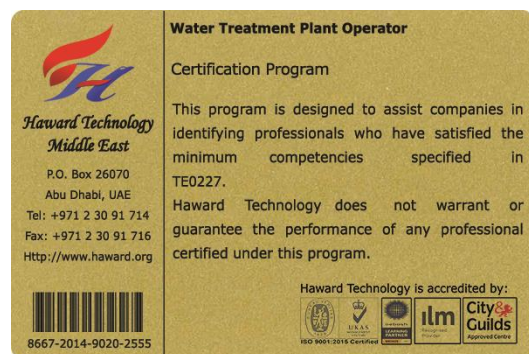 Haward Technology
Middle East
P.O. Box 26070
Abu Dhabi, UAE
Tel: +971 2 30 91 714
Fax: +971 2 30 91 716
Http://www.haward.org
8667-2014-9020-2555
Water Treatment Plant Operator
Certification Program
This program is designed to assist companies in
identifying professionals who have satisfied the
minimum competencies specified in
TE0227.
Haward Technology does not warrant or
guarantee the performance of any professional
certified under this program.
Haward Technology is accredited by:
UKAS
ISO 9001:2015 Certified
ilm
City&
Guilds
Approved Centre